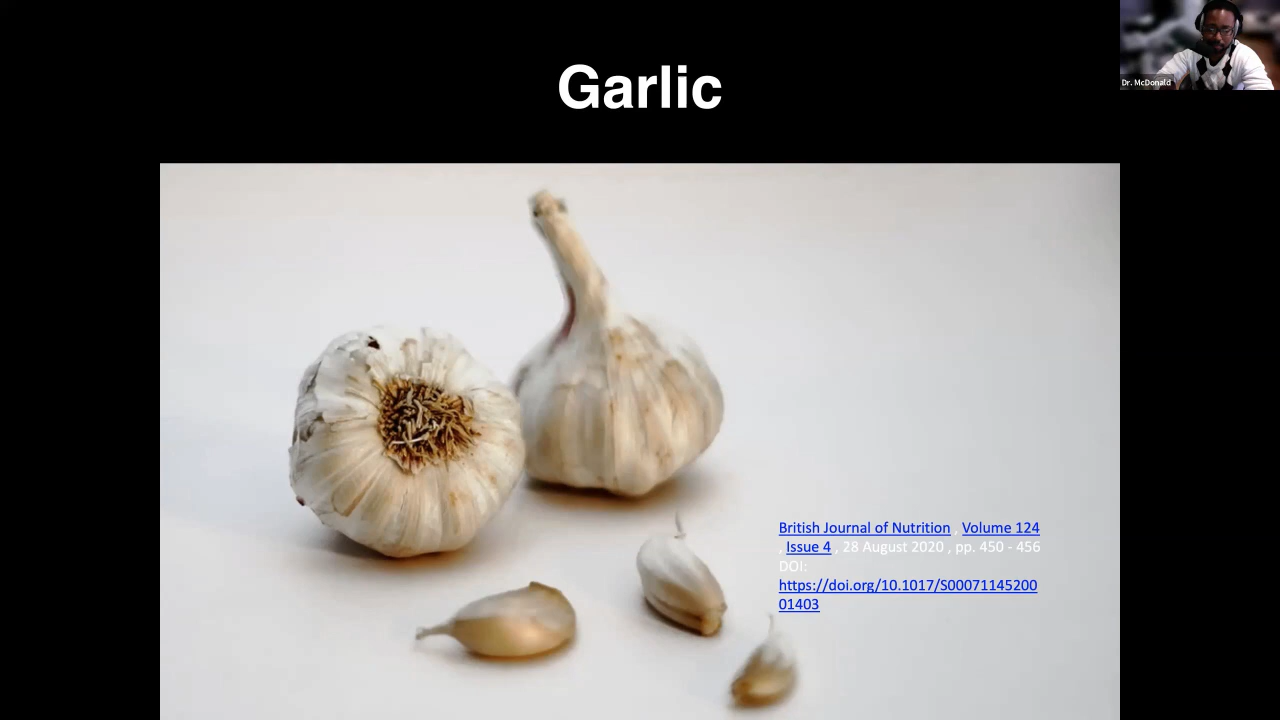 Garlic
Dr. McDonald
British Journal of Nutrition , Volume 124
, Issue 4 , 28 August 2020 , pp. 450 - 456
DOI:
https://doi.org/10.1017/S00071145200
01403